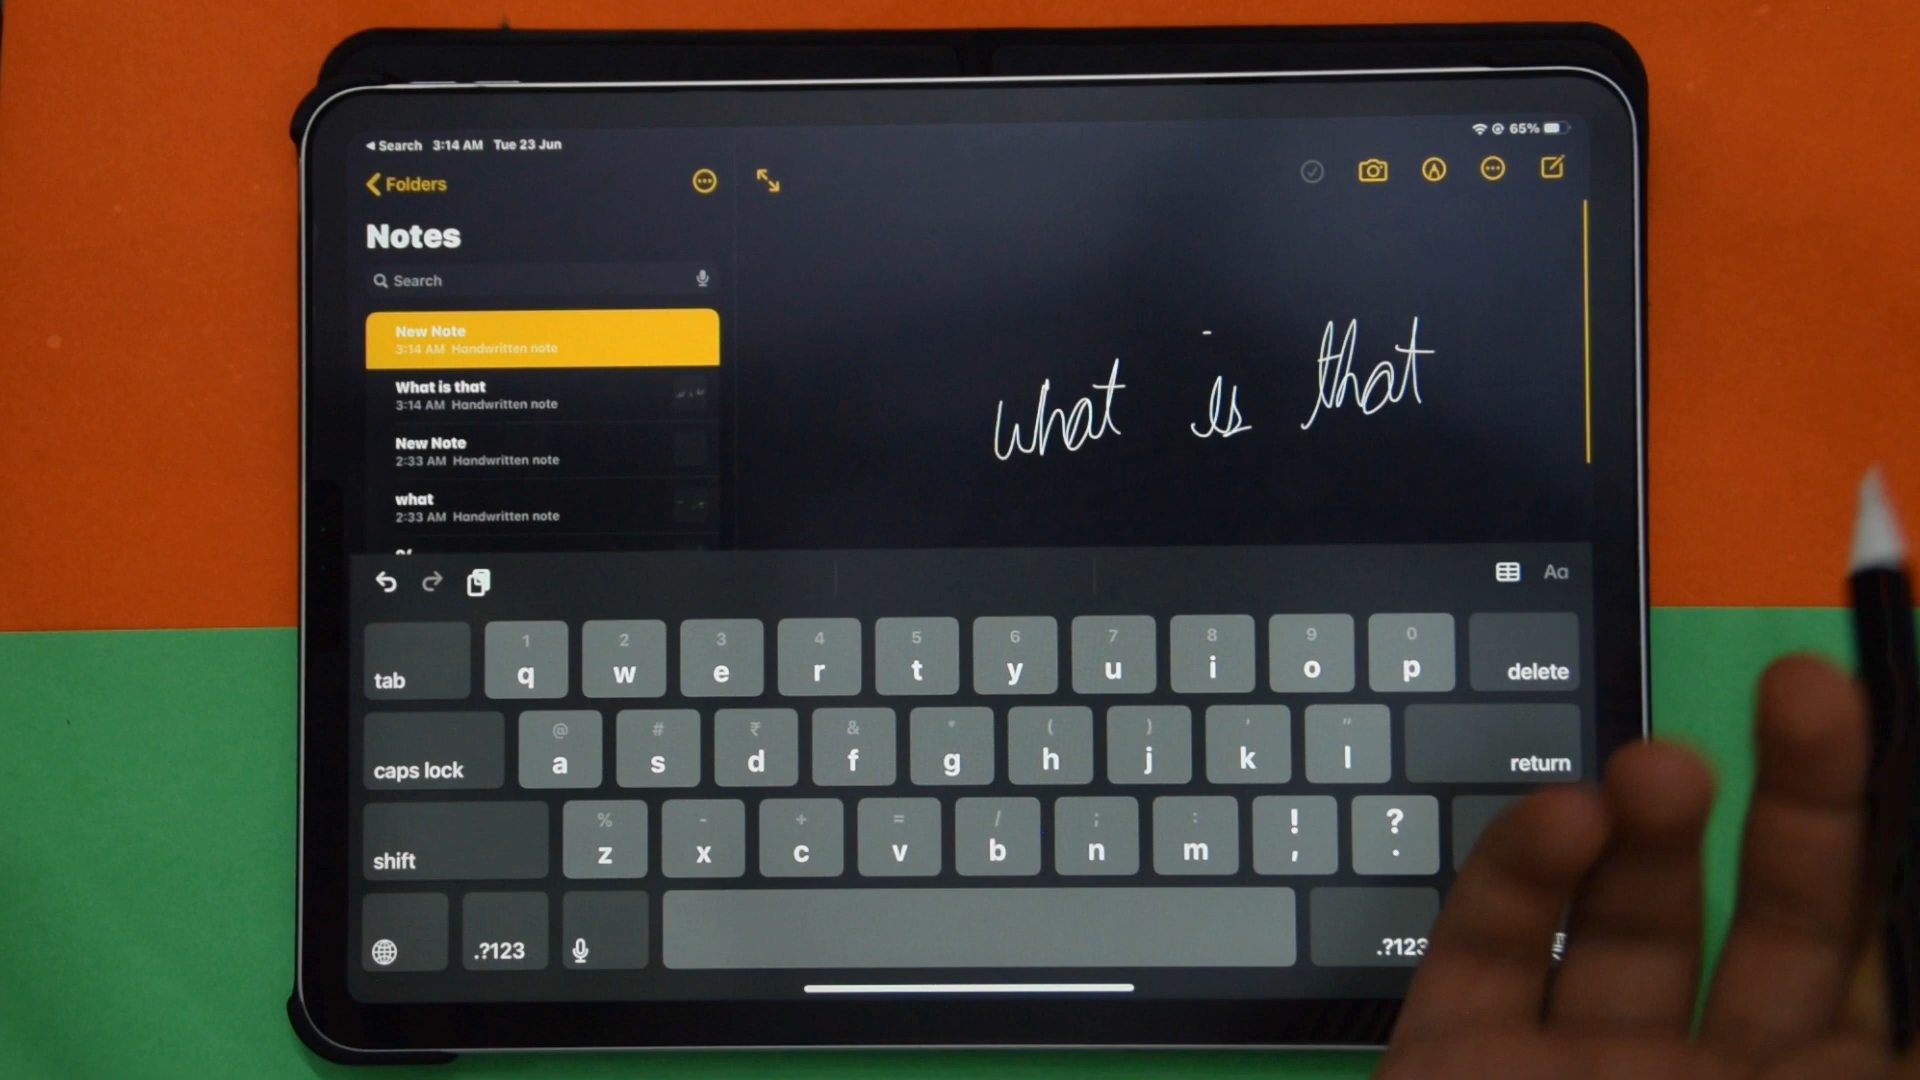 Search 3:14 AM Tue 23 Jun
65%
Folders
Notes
Search
New Note
3:14 AM Handwritten note
What is that
3:14 AM Handwritten note
New Note
2:33 AM Handwritten note
what
2:33 AM Handwritten note
what is that
Aa
1 2 3 4 5 6 7 8 9 0
tab q w e r t y u i o p delete
@ # ₹ & * ( ) ' "
caps lock a s d f g h j k l return
% - + = / ; : ! ?
shift z x c v b n m , .
.?123 .?123